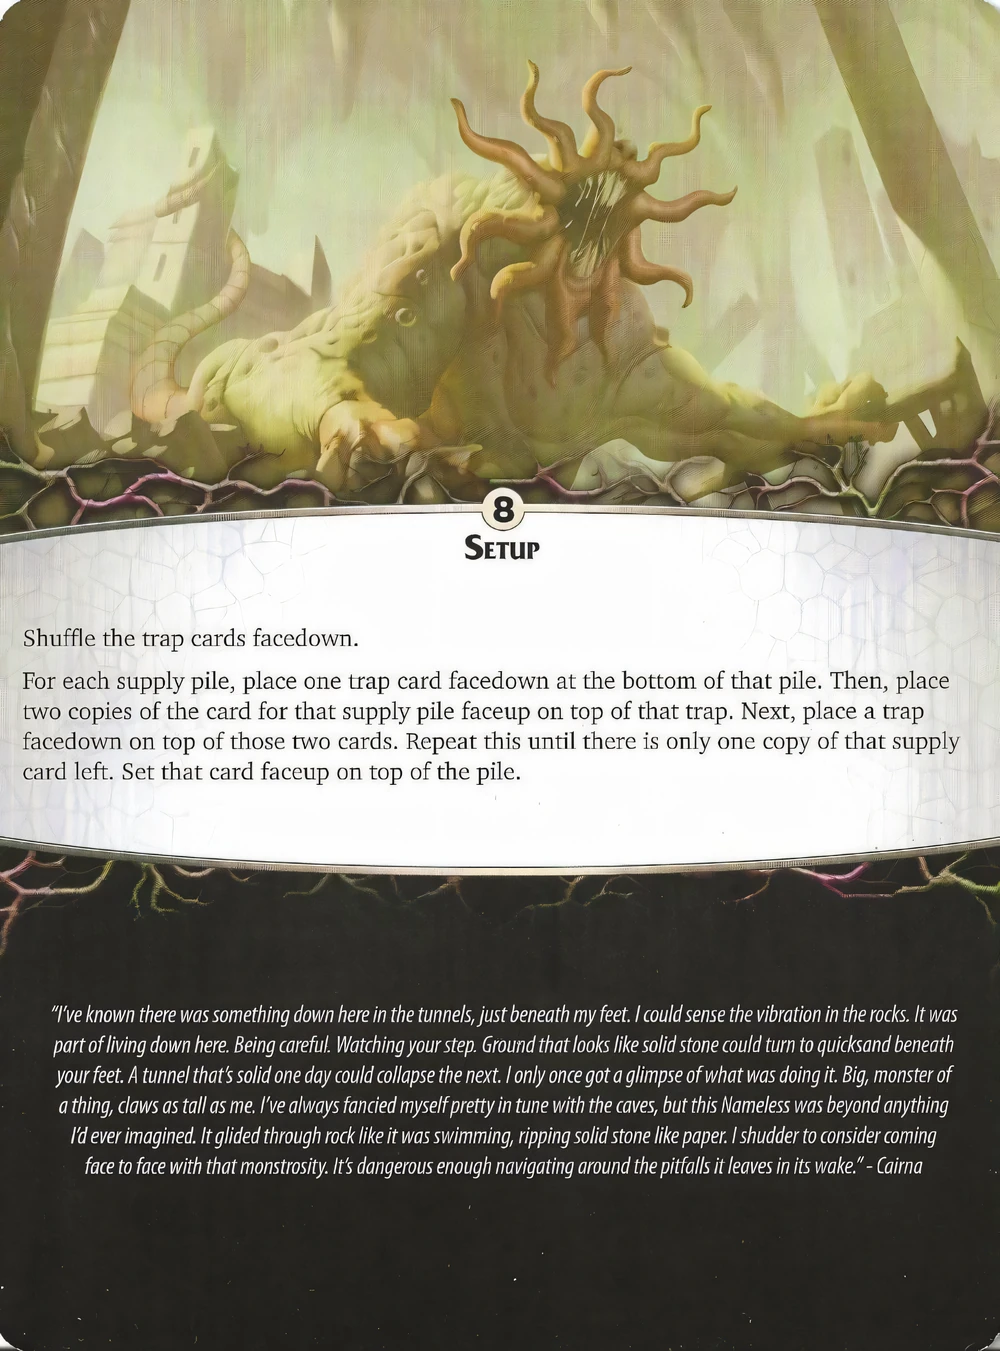 8
SETUP
Shuffle the trap cards facedown.
For each supply pile, place one trap card facedown at the bottom of that pile. Then, place
two copies of the card for that supply pile faceup on top of that trap. Next, place a trap
facedown on top of those two cards. Repeat this until there is only one copy of that supply
card left. Set that card faceup on top of the pile.
“I’ve known there was something down here in the tunnels, just beneath my feet. I could sense the vibration in the rocks. It was
part of living down here. Being careful. Watching your step. Ground that looks like solid stone could turn to quicksand beneath
your feet. A tunnel that’s solid one day could collapse the next. I only once got a glimpse of what was doing it. Big, monster of
a thing, claws as tall as me. I’ve always fancied myself pretty in tune with the caves, but this Nameless was beyond anything
I’d ever imagined. It glided through rock like it was swimming, ripping solid stone like paper. I shudder to consider coming
face to face with that monstrosity. It’s dangerous enough navigating around the pitfalls it leaves in its wake.” - Cairna